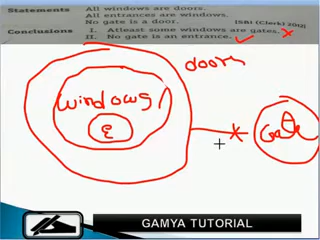 Statements All windows are doors.
All entrances are windows.
No gate is a door. [SBI (Clerk) 2012]
Conclusions I. Atleast some windows are gates.
II. No gate is an entrance.
doors
windows
e
Gate
GAMYA TUTORIAL